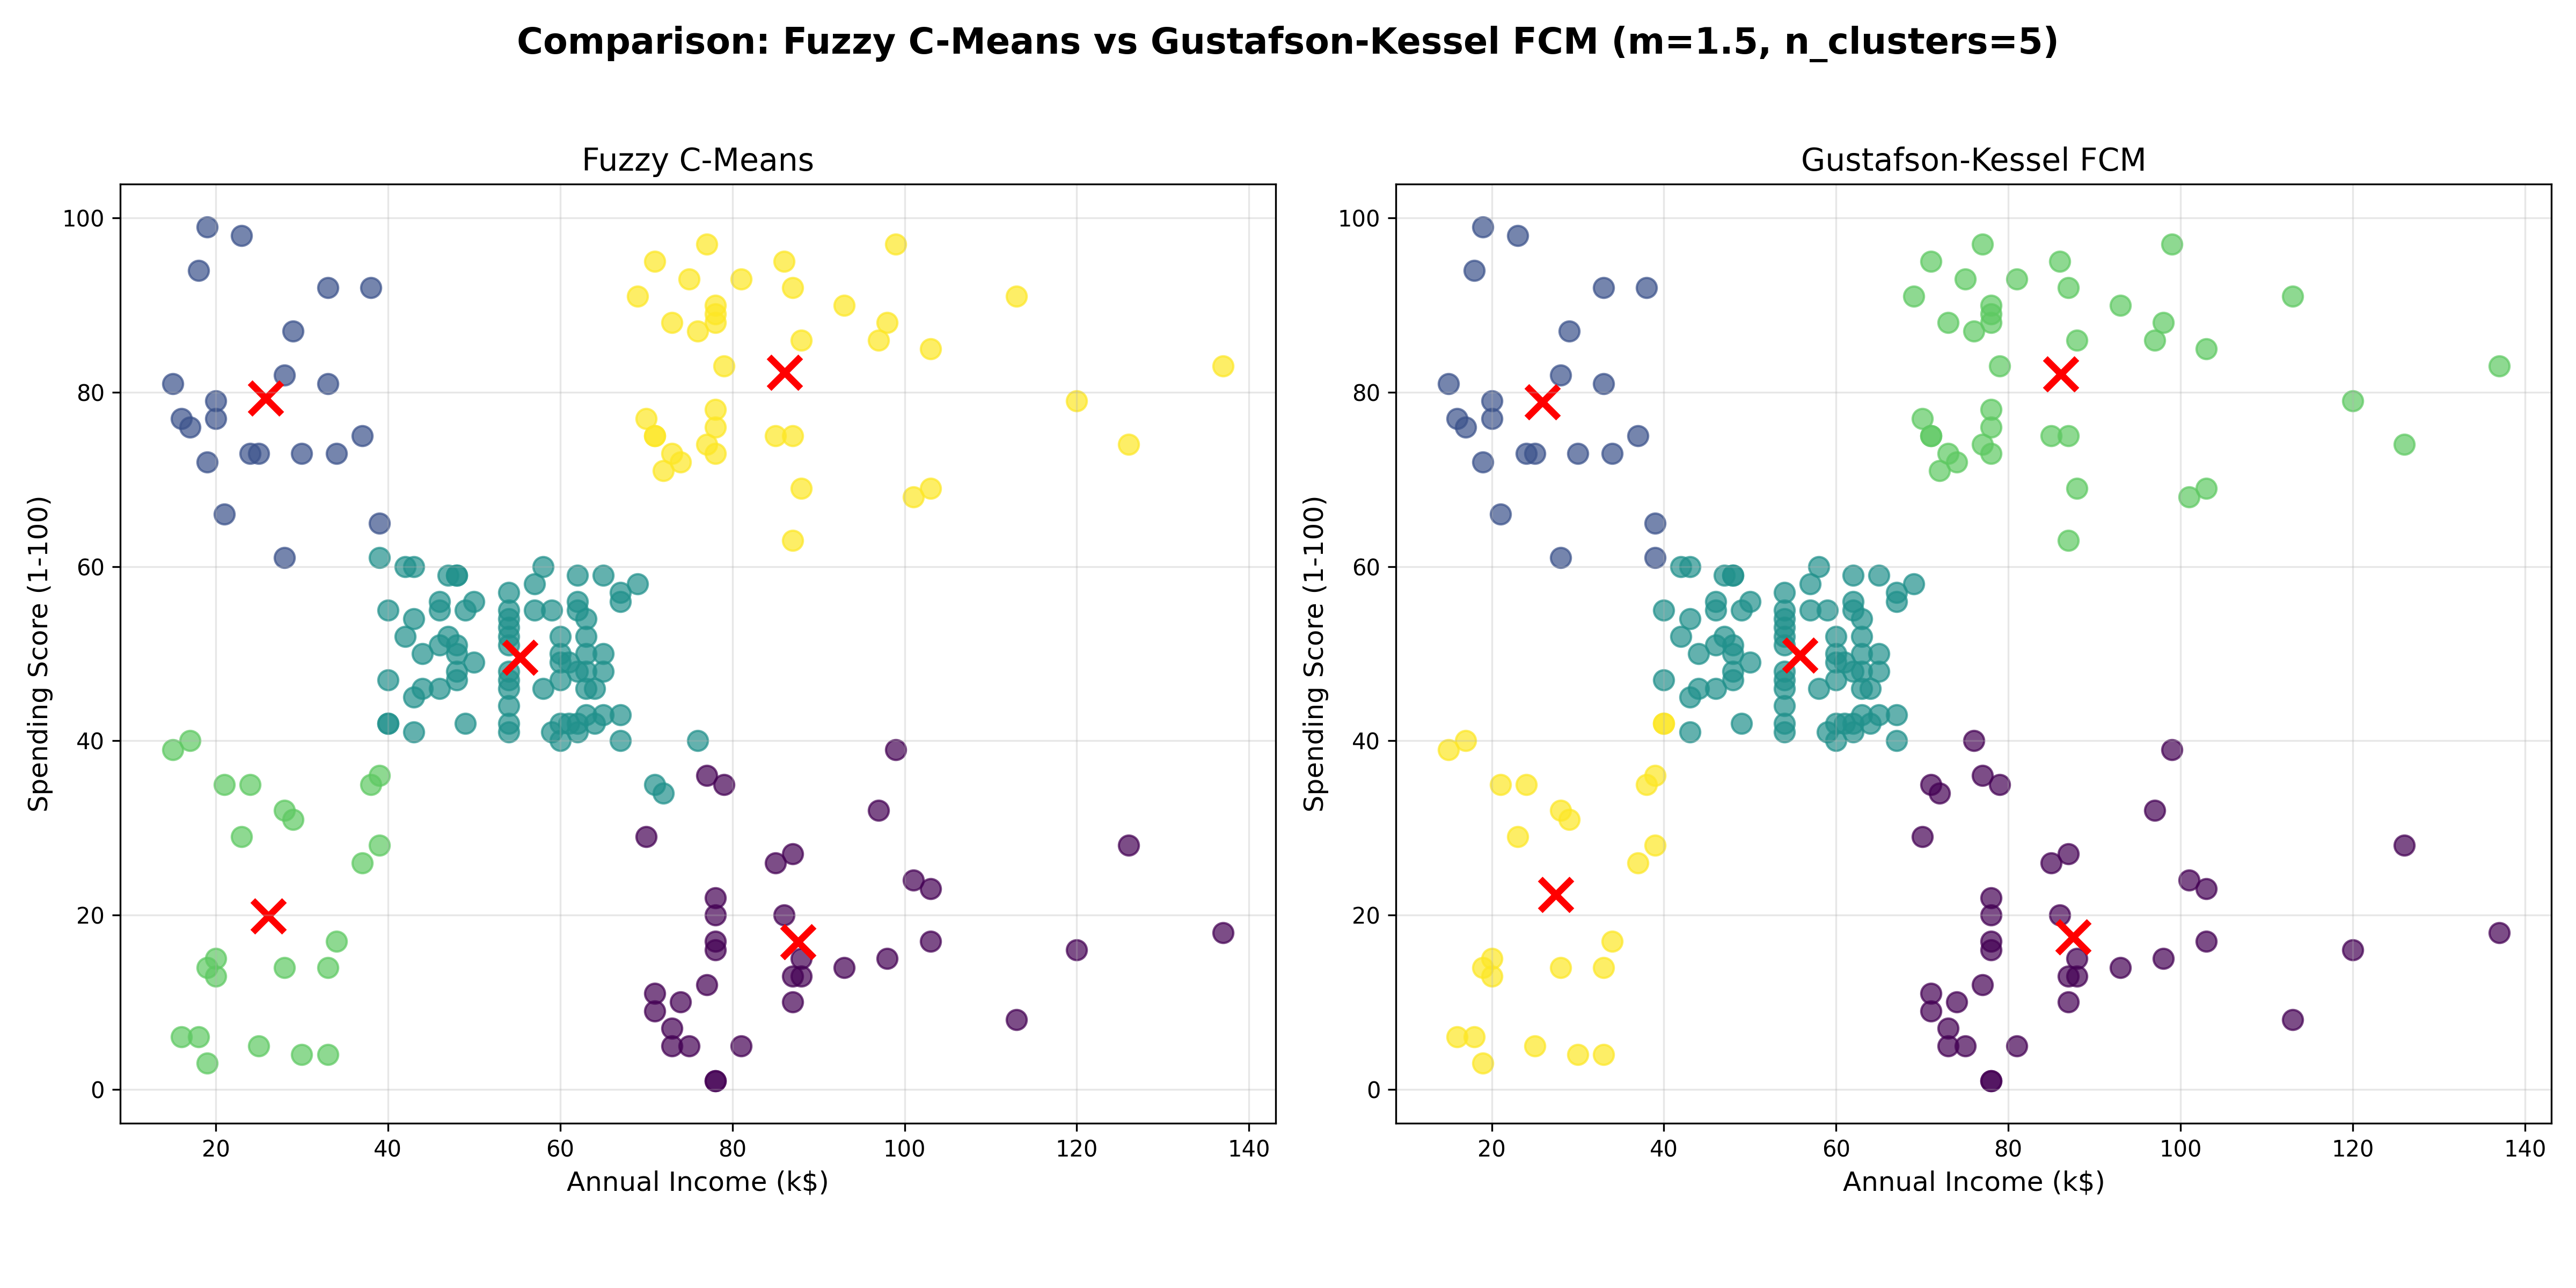 Comparison: Fuzzy C-Means vs Gustafson-Kessel FCM (m=1.5, n_clusters=5)
Fuzzy C-Means
Spending Score (1-100)
100
80
60
40
20
0
20 40 60 80 100 120 140
Annual Income (k$)
Gustafson-Kessel FCM
Spending Score (1-100)
100
80
60
40
20
0
20 40 60 80 100 120 140
Annual Income (k$)